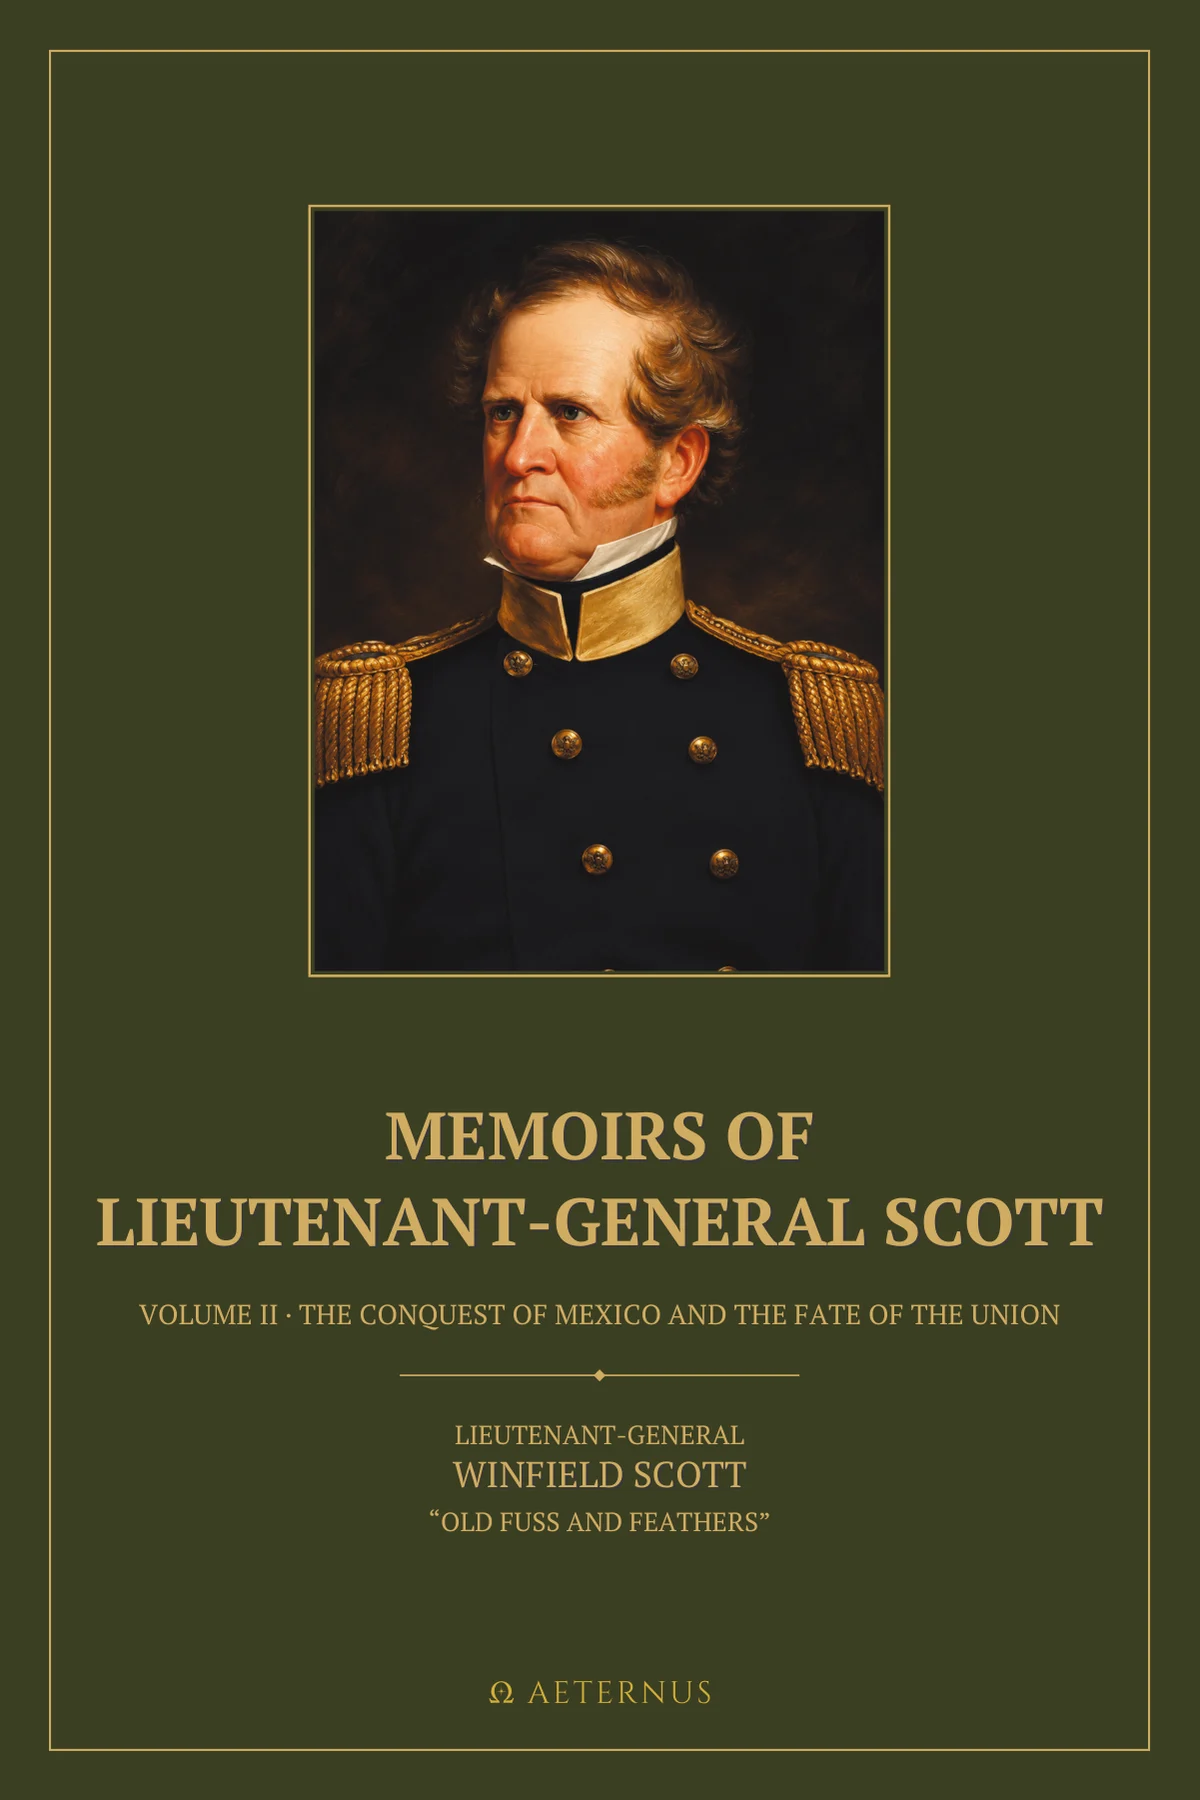 MEMOIRS OF
LIEUTENANT-GENERAL SCOTT
VOLUME II · THE CONQUEST OF MEXICO AND THE FATE OF THE UNION
LIEUTENANT-GENERAL
WINFIELD SCOTT
“OLD FUSS AND FEATHERS”
Ω AETERNUS